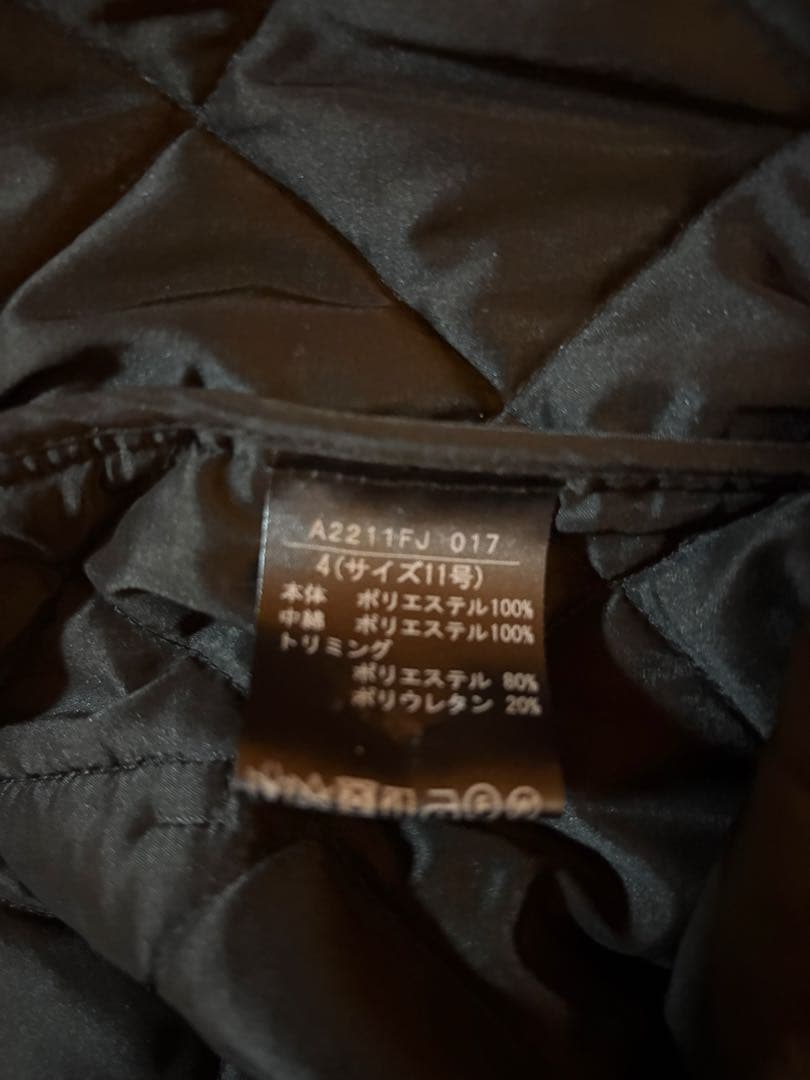 A2211FJ 017
4(サイズ11号)
本体 ポリエステル100%
中綿 ポリエステル100%
トリミング
ポリエステル 80%
ポリウレタン 20%